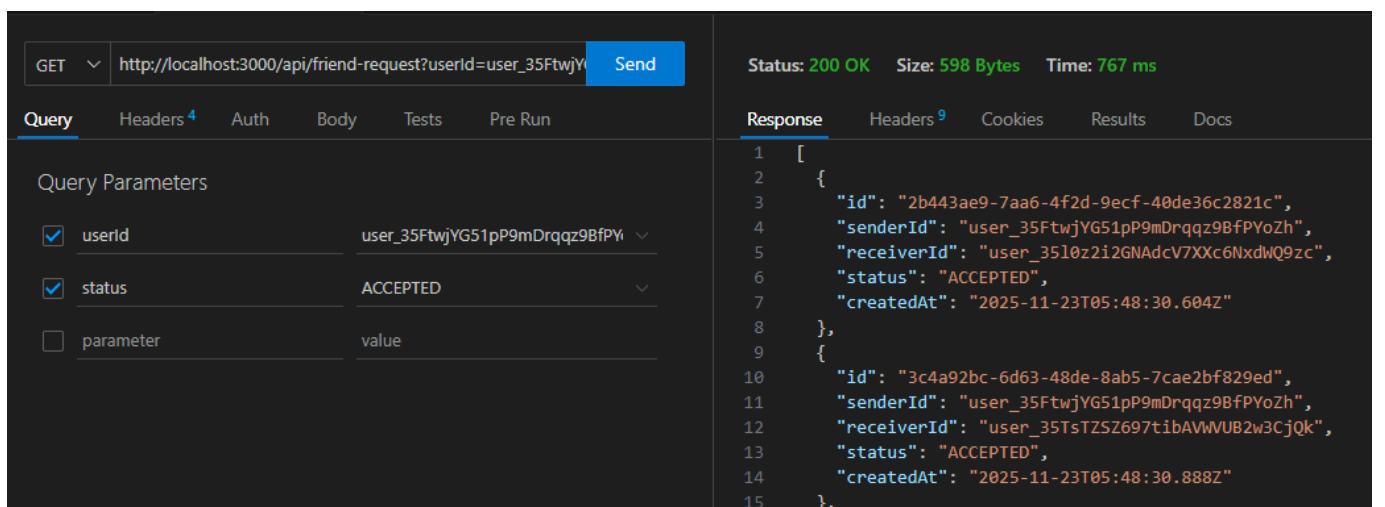 GET http://localhost:3000/api/friend-request?userId=user_35FtwjY Send
Query Headers 4 Auth Body Tests Pre Run
Query Parameters
userId user_35FtwjYG51pP9mDrqqz9BfPY
status ACCEPTED
parameter value
Status: 200 OK Size: 598 Bytes Time: 767 ms
Response Headers 9 Cookies Results Docs
1 [
2 {
3 "id": "2b443ae9-7aa6-4f2d-9ecf-40de36c2821c",
4 "senderId": "user_35FtwjYG51pP9mDrqqz9BfPYoZh",
5 "receiverId": "user_35l0z2i2GNAdcV7XXc6NxdWQ9zc",
6 "status": "ACCEPTED",
7 "createdAt": "2025-11-23T05:48:30.604Z"
8 },
9 {
10 "id": "3c4a92bc-6d63-48de-8ab5-7cae2bf829ed",
11 "senderId": "user_35FtwjYG51pP9mDrqqz9BfPYoZh",
12 "receiverId": "user_35TsTZSZ697tibAVWVUB2w3CjQk",
13 "status": "ACCEPTED",
14 "createdAt": "2025-11-23T05:48:30.888Z"
15 },